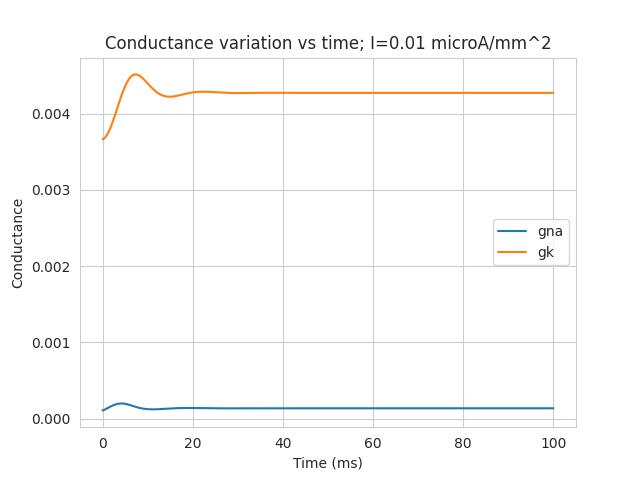 Conductance variation vs time; I=0.01 microA/mm^2
Conductance
0.004
0.003
0.002
0.001
0.000
gna
gk
0 20 40 60 80 100
Time (ms)